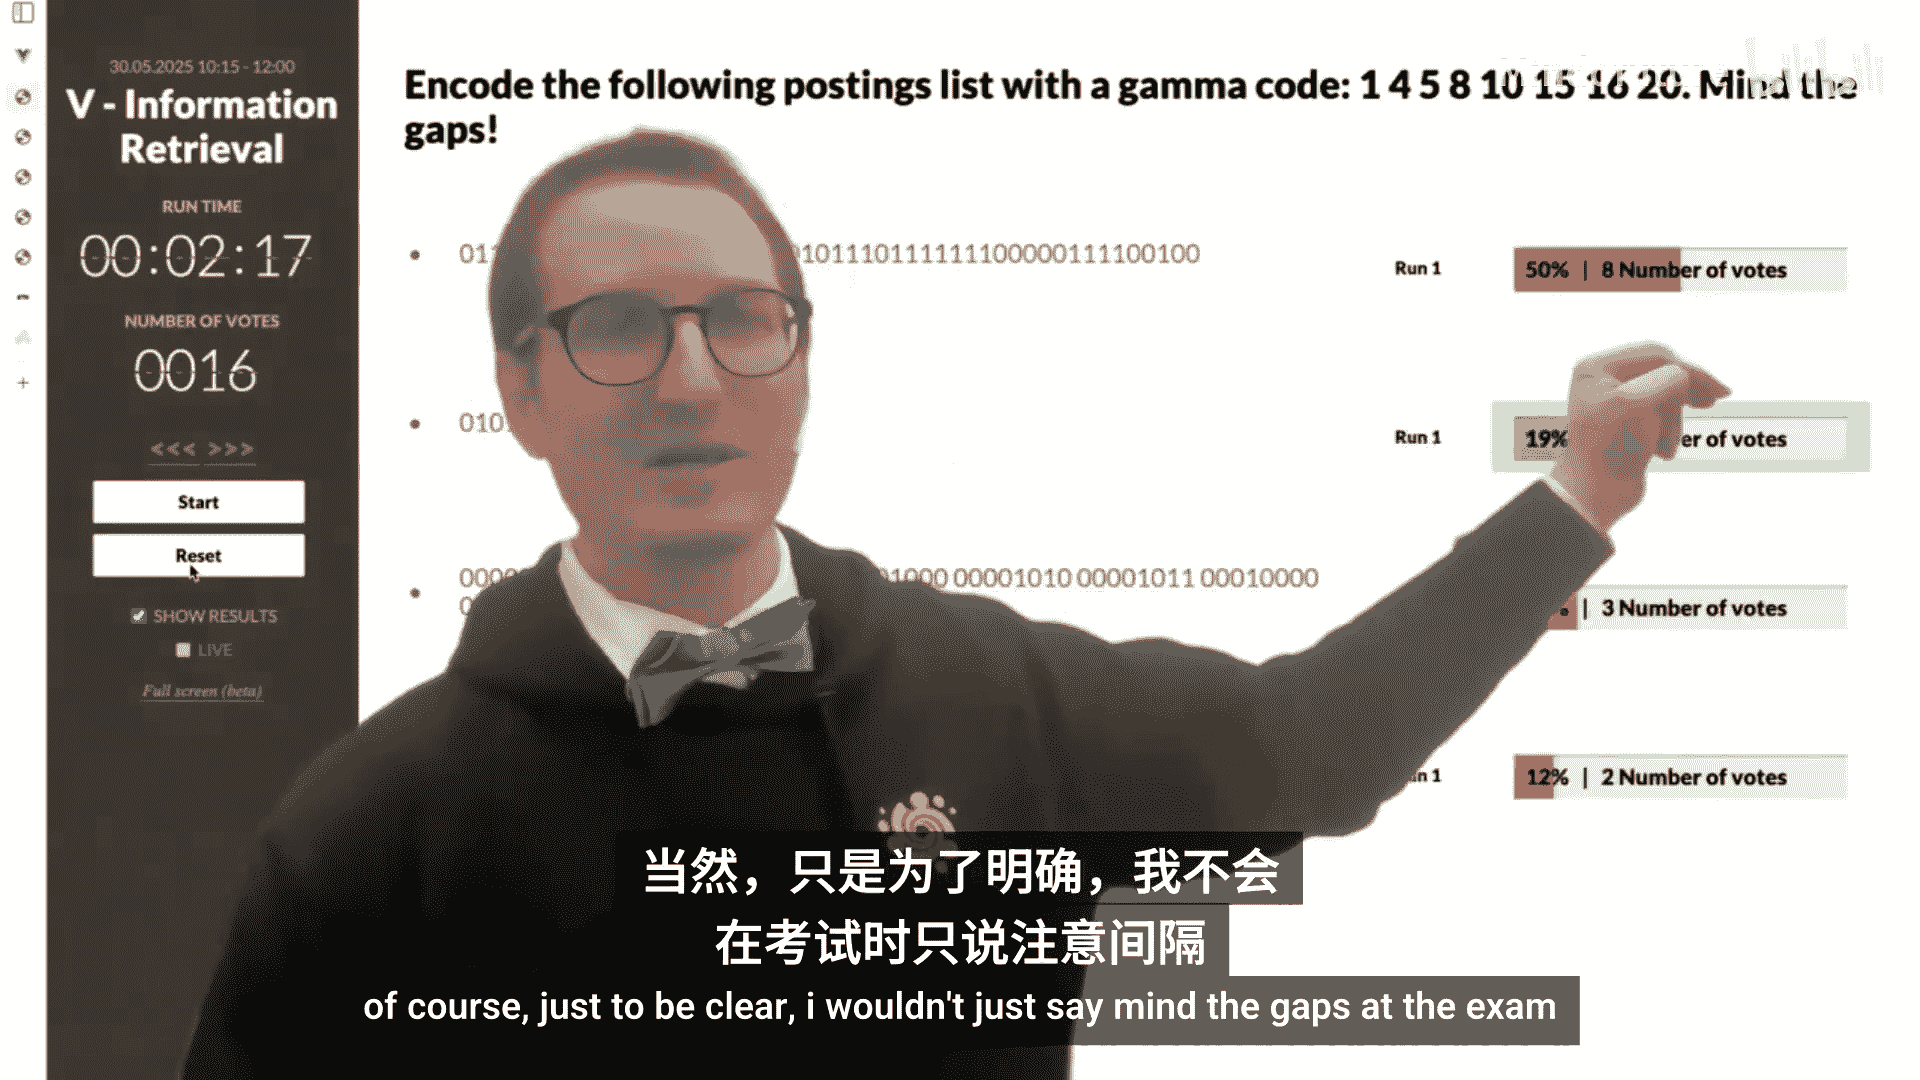 30.05.2025 10:15 - 12:00
V - Information
Retrieval
RUN TIME
00:02:17
NUMBER OF VOTES
0016
<<< >>>
Start
Reset
SHOW RESULTS
LIVE
Full screen (beta)
Encode the following postings list with a gamma code: 1 4 5 8 10 15 16 20. Mind the
gaps!
50% | 8 Number of votes
Run 1
19%
er of votes
Run 1
1000 00001010 00001011 00010000
| 3 Number of votes
12% | 2 Number of votes
当然，只是为了明确，我不会
在考试时只说注意间隔
of course, just to be clear, i wouldn't just say mind the gaps at the exam